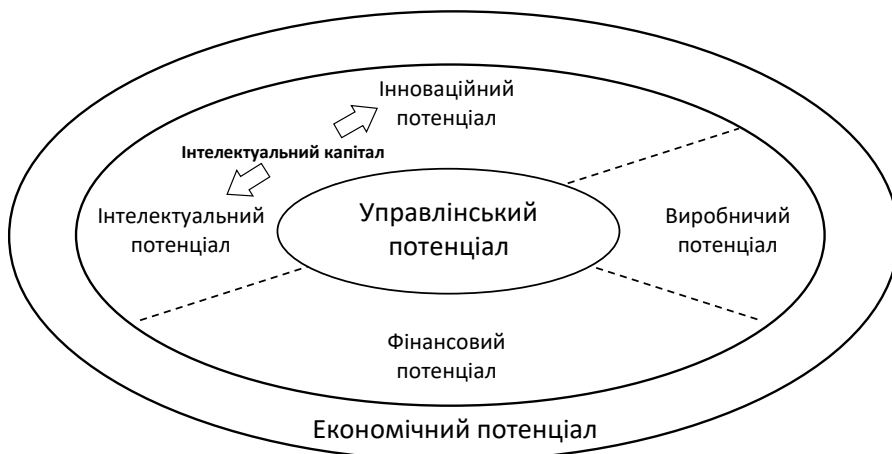 Інноваційний
потенціал
Інтелектуальний капітал
Інтелектуальний
потенціал
Управлінський
потенціал
Виробничий
потенціал
Фінансовий
потенціал
Економічний потенціал